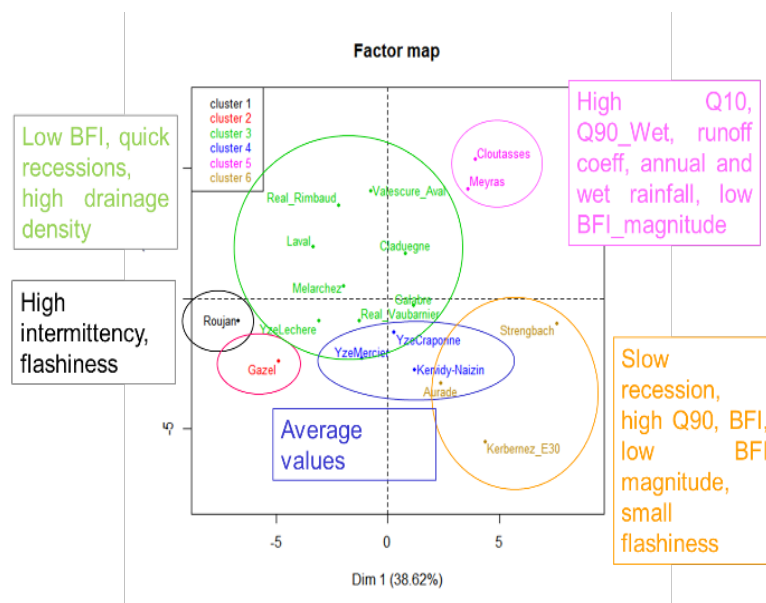 Factor map
cluster 1
cluster 2
cluster 3
cluster 4
cluster 5
cluster 6
Low BFI, quick
recessions,
high drainage
density
High Q10,
Q90_Wet, runoff
coeff, annual and
wet rainfall, low
BFI_magnitude
Cloutasses
Meyras
Real_Rimbaud
Valescure_Aval
Laval
Claduegne
Melarchez
Galabre
High
intermittency,
flashiness
Roujan
YzeLechere
Real_Vaubarnier
Strengbach
YzeCraponne
YzeMercier
Gazel
Kervidy-Naizin
Aurade
Slow
recession,
high Q90, BFI,
low BFI
magnitude,
small
flashiness
Average
values
Kerbernez_E30
-5
-5
0
5
Dim 1 (38.62%)